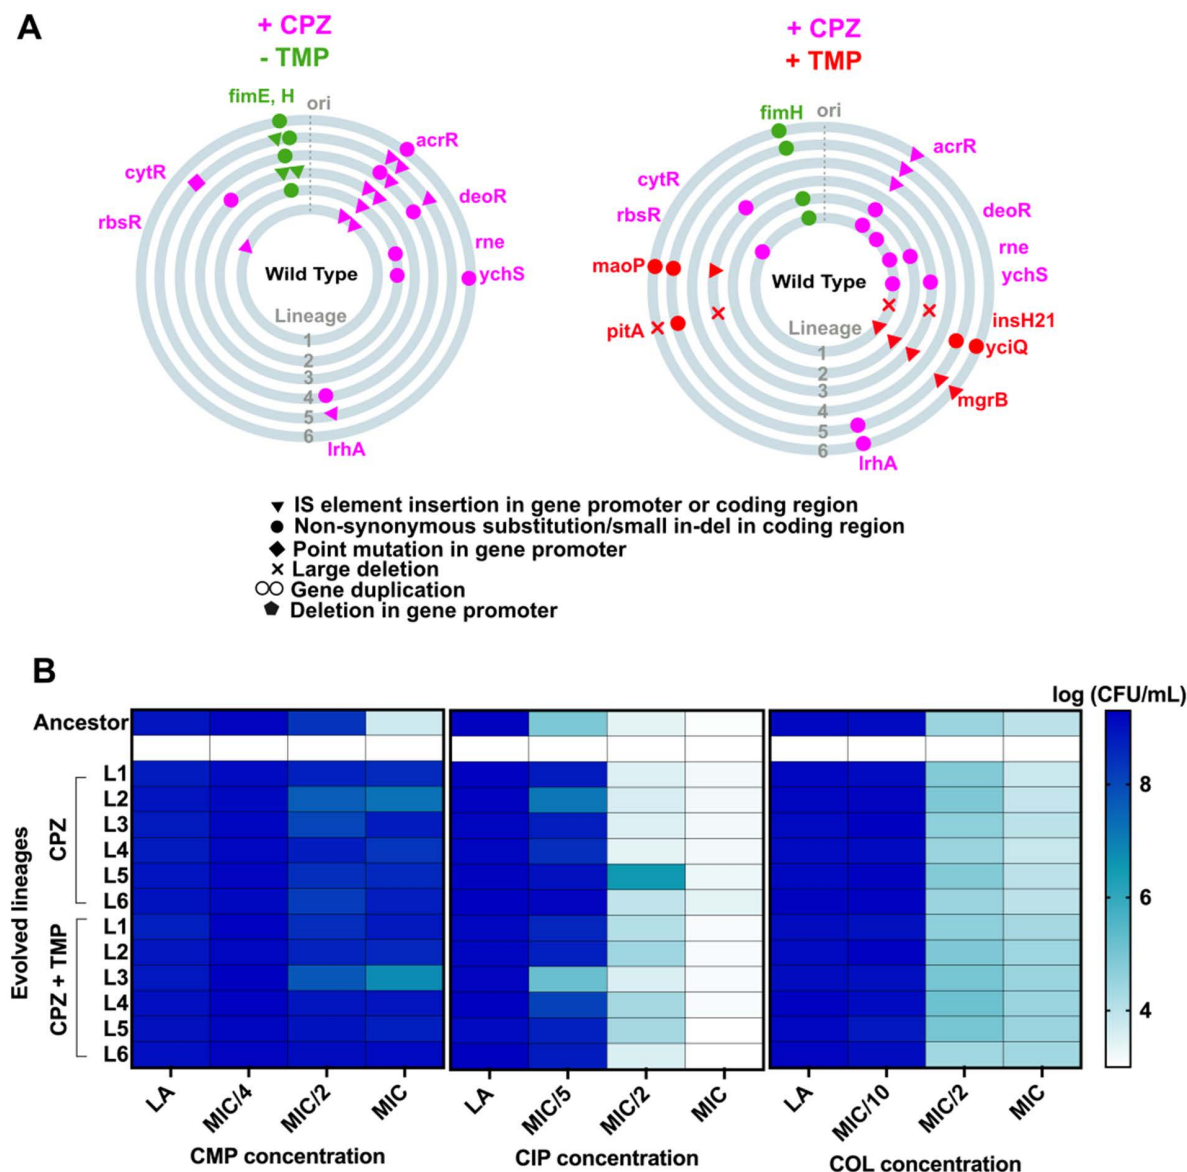 A
+ CPZ
- TMP
fimE, H
ori
acrR
cytR
deoR
rbsR
rne
ychS
Wild Type
Lineage
1
2
3
4
5
6
lrhA
+ CPZ
+ TMP
fimH
ori
acrR
cytR
deoR
rbsR
rne
maoP
ychS
Wild Type
pitA
insH21
Lineage
yciQ
1
2
3
4
5
6
mgrB
lrhA
IS element insertion in gene promoter or coding region
Non-synonymous substitution/small in-del in coding region
Point mutation in gene promoter
Large deletion
Gene duplication
Deletion in gene promoter
B
log (CFU/mL)
8
6
4
Ancestor
Evolved lineages
CPZ
L1
L2
L3
L4
L5
L6
CPZ + TMP
L1
L2
L3
L4
L5
L6
LA
MIC/4
MIC/2
MIC
CMP concentration
LA
MIC/5
MIC/2
MIC
CIP concentration
LA
MIC/10
MIC/2
MIC
COL concentration